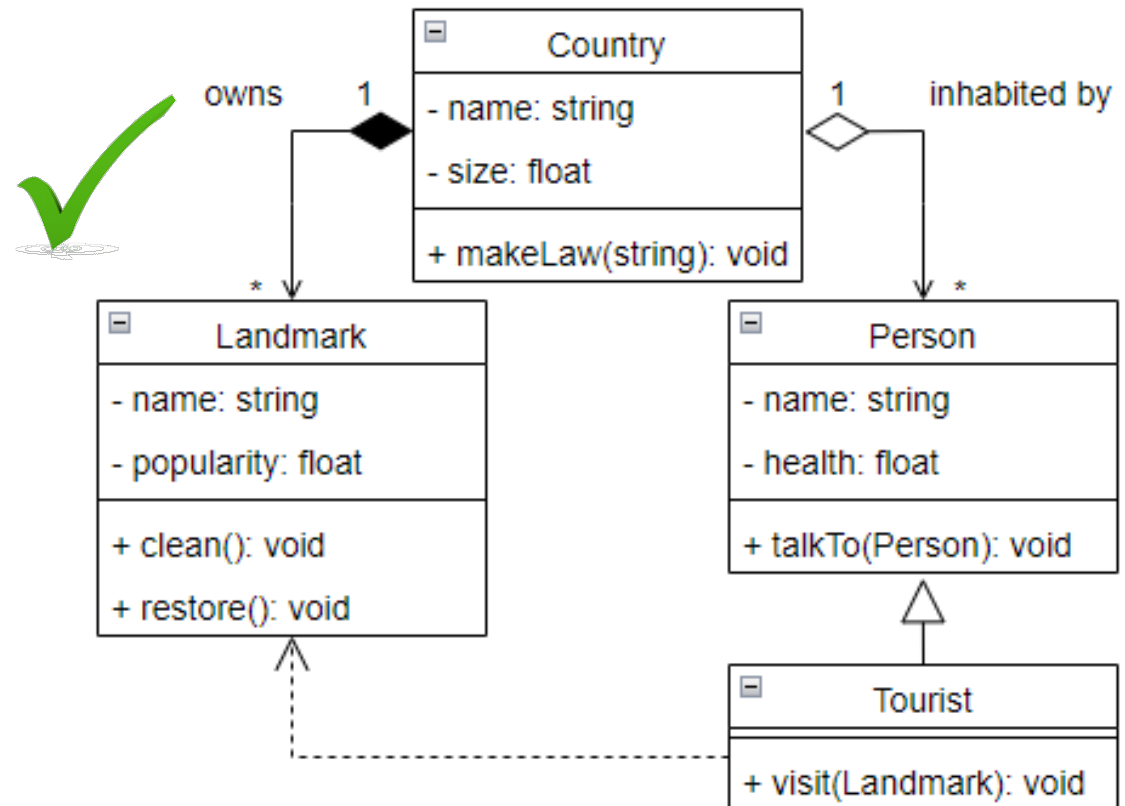 Country
owns
1
- name: string
- size: float
+ makeLaw(string): void
1
inhabited by
*
*
Landmark
- name: string
- popularity: float
+ clean(): void
+ restore(): void
Person
- name: string
- health: float
+ talkTo(Person): void
Tourist
+ visit(Landmark): void